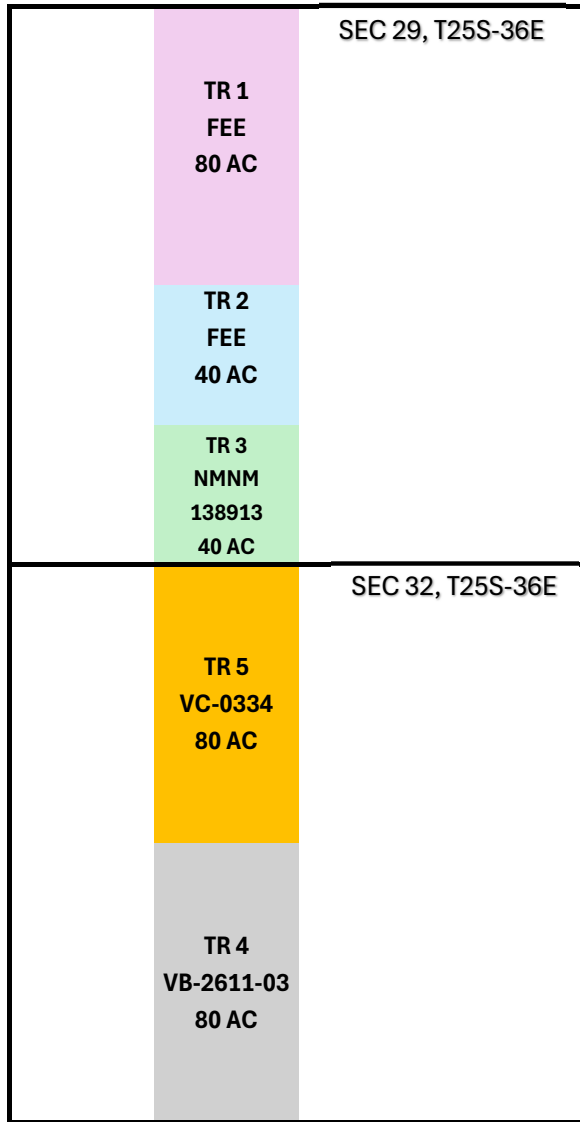 SEC 29, T25S-36E
TR 1
FEE
80 AC
TR 2
FEE
40 AC
TR 3
NMNM
138913
40 AC
SEC 32, T25S-36E
TR 5
VC-0334
80 AC
TR 4
VB-2611-03
80 AC